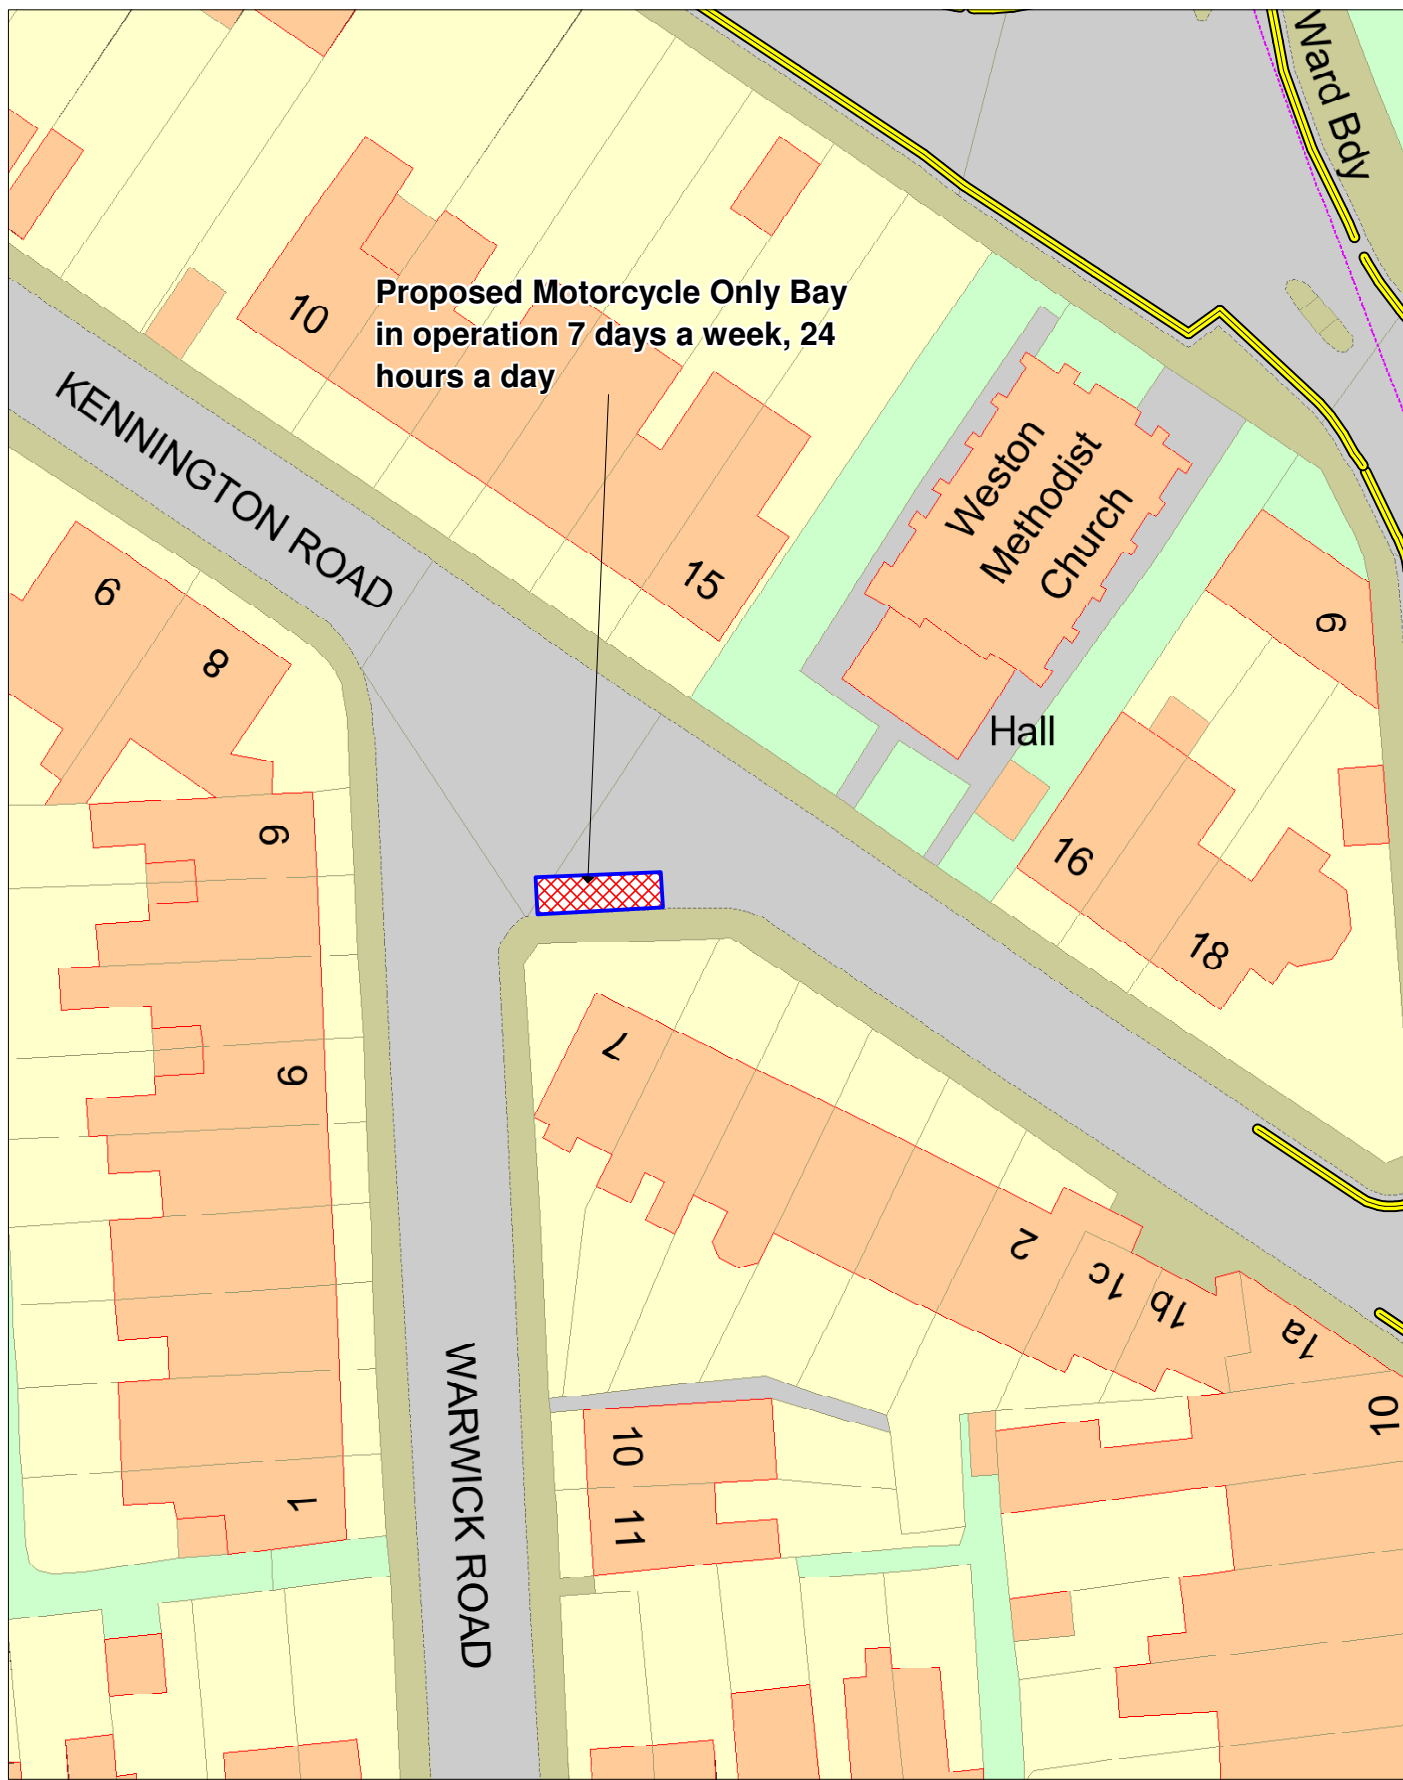 Ward Bdy
10
Proposed Motorcycle Only Bay
in operation 7 days a week, 24
hours a day
KENNINGTON ROAD
Weston
Methodist
Church
15
6
8
9
Hall
16
18
6
9
7
2
1c
1b
1a
10
WARWICK ROAD
10
11
1